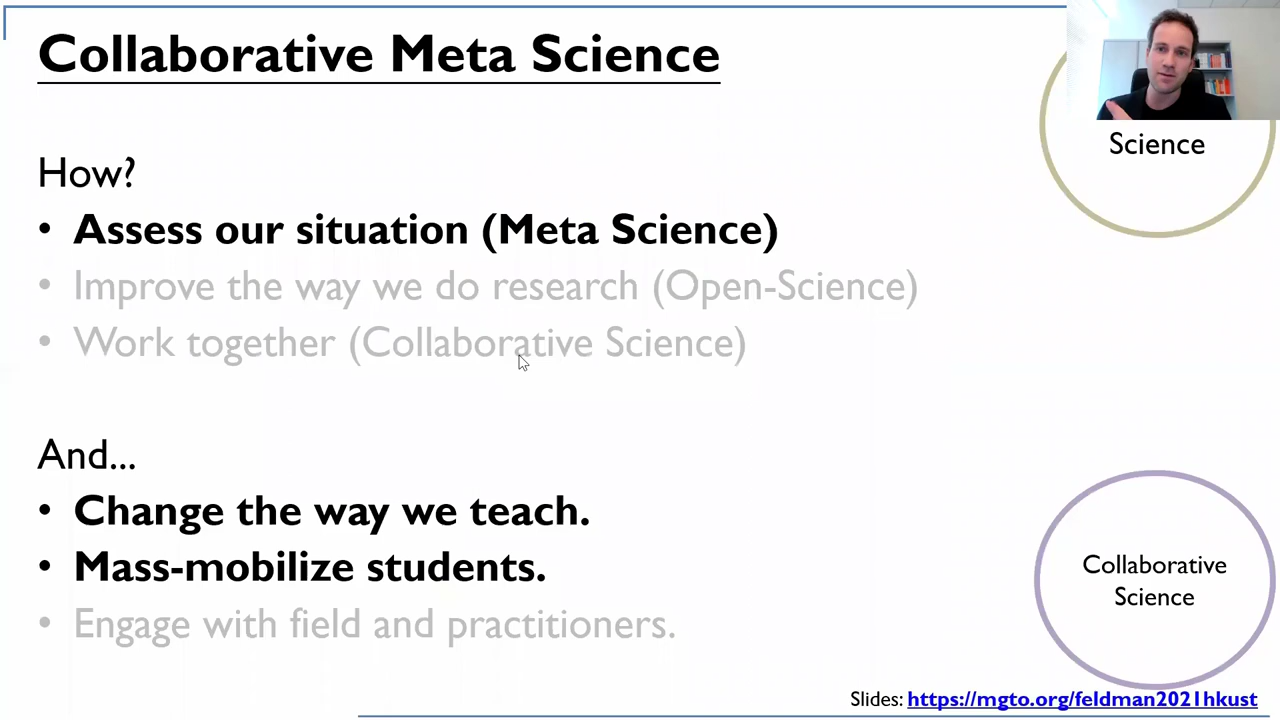 Collaborative Meta Science
Science
How?
• Assess our situation (Meta Science)
• Improve the way we do research (Open-Science)
• Work together (Collaborative Science)
And...
• Change the way we teach.
• Mass-mobilize students.
• Engage with field and practitioners.
Collaborative
Science
Slides: https://mgto.org/feldman2021hkust